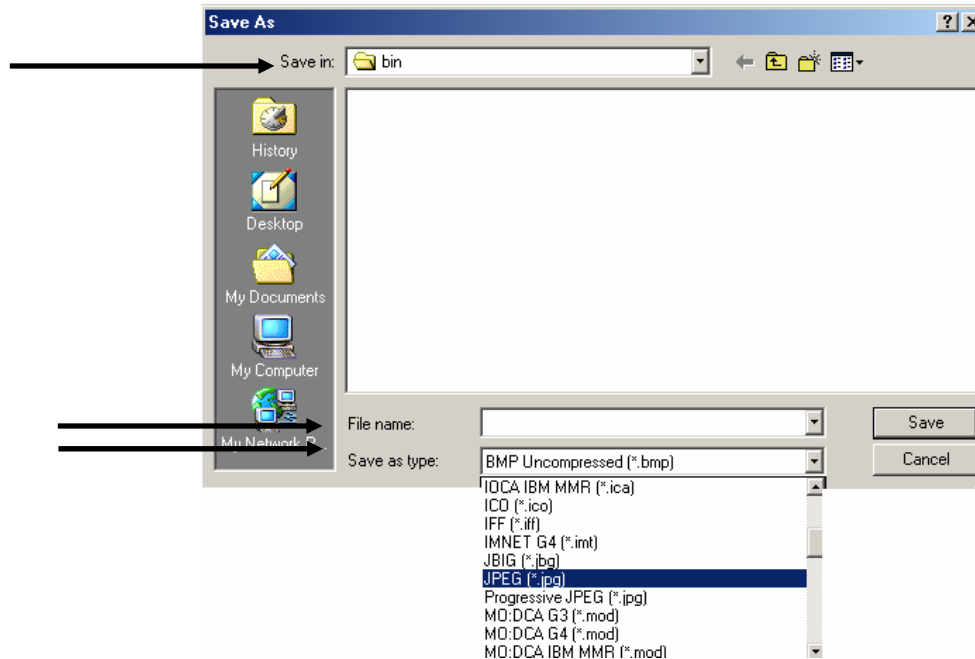 Save As
Save in: bin
History
Desktop
My Documents
My Computer
My Network P...
File name:
Save
Save as type: BMP Uncompressed (*.bmp)
Cancel
IOCA IBM MMR (*.ica)
ICO (*.ico)
IFF (*.iff)
IMNET G4 (*.imt)
JBIG (*.jbg)
JPEG (*.jpg)
Progressive JPEG (*.jpg)
MO:DCA G3 (*.mod)
MO:DCA G4 (*.mod)
MO:DCA IBM MMR (*.mod)